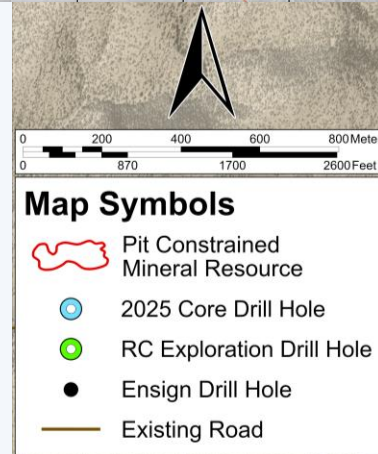 0 200 400 600 800 Mete
0 870 1700 2600 Feet
Map Symbols
Pit Constrained
Mineral Resource
2025 Core Drill Hole
RC Exploration Drill Hole
Ensign Drill Hole
Existing Road